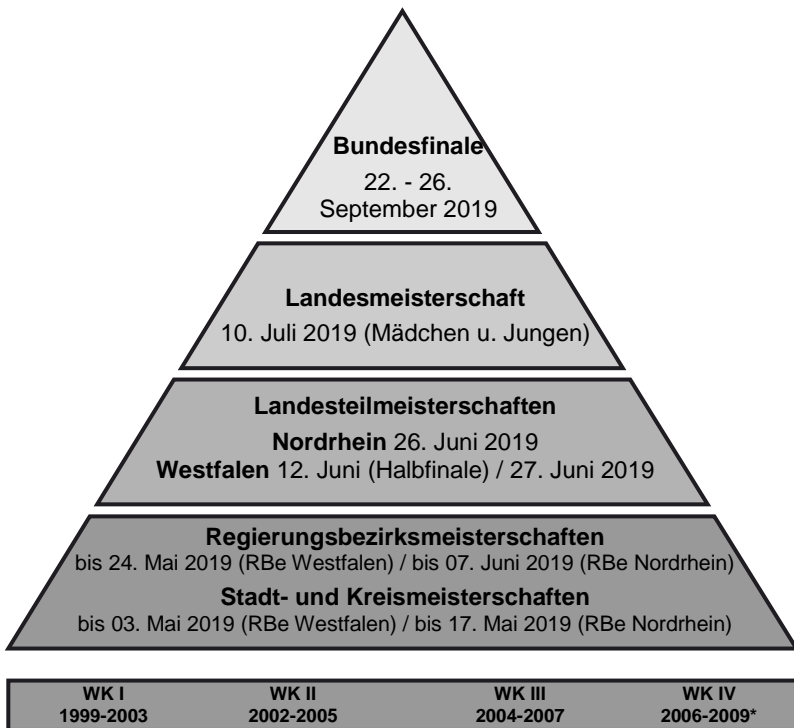 Bundesfinale
22. - 26.
September 2019
Landesmeisterschaft
10. Juli 2019 (Mädchen u. Jungen)
Landesteilmeisterschaften
Nordrhein 26. Juni 2019
Westfalen 12. Juni (Halbfinale) / 27. Juni 2019
Regierungsbezirksmeisterschaften
bis 24. Mai 2019 (RBe Westfalen) / bis 07. Juni 2019 (RBe Nordrhein)
Stadt- und Kreismeisterschaften
bis 03. Mai 2019 (RBe Westfalen) / bis 17. Mai 2019 (RBe Nordrhein)
WK I WK II WK III WK IV
1999-2003 2002-2005 2004-2007 2006-2009*